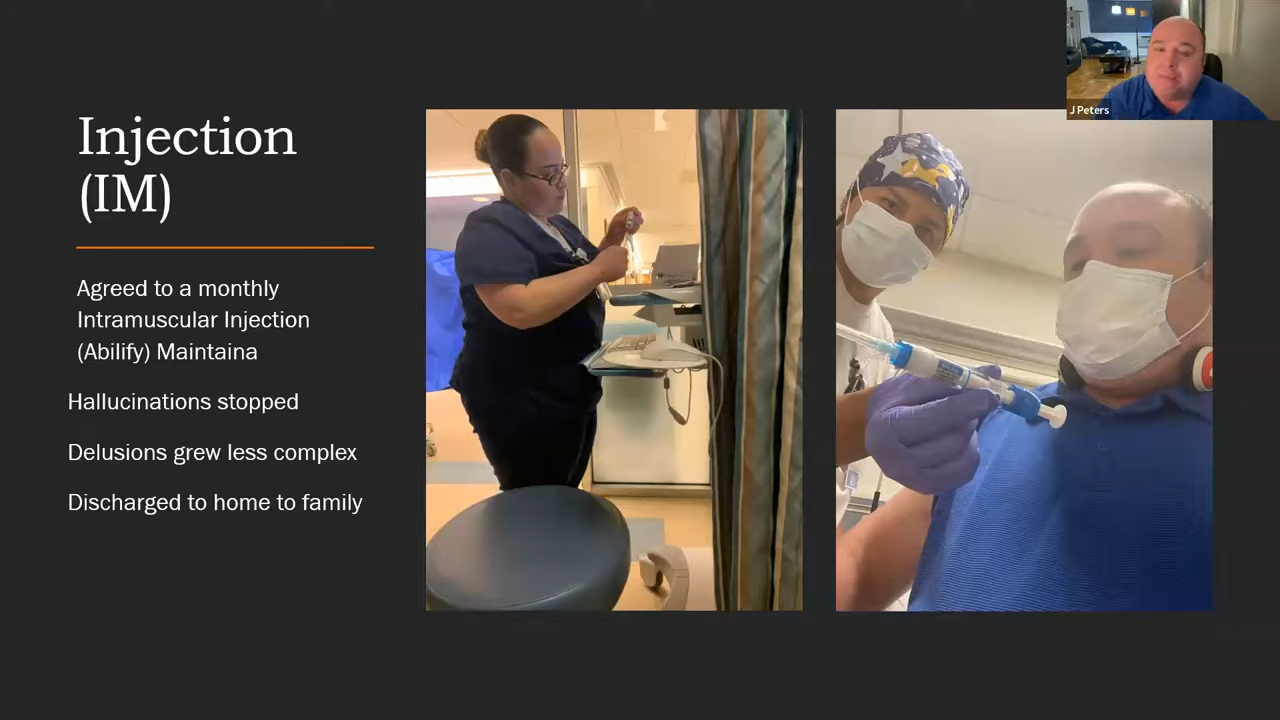 Injection
(IM)
Agreed to a monthly
Intramuscular Injection
(Abilify) Maintaina
Hallucinations stopped
Delusions grew less complex
Discharged to home to family
J Peters